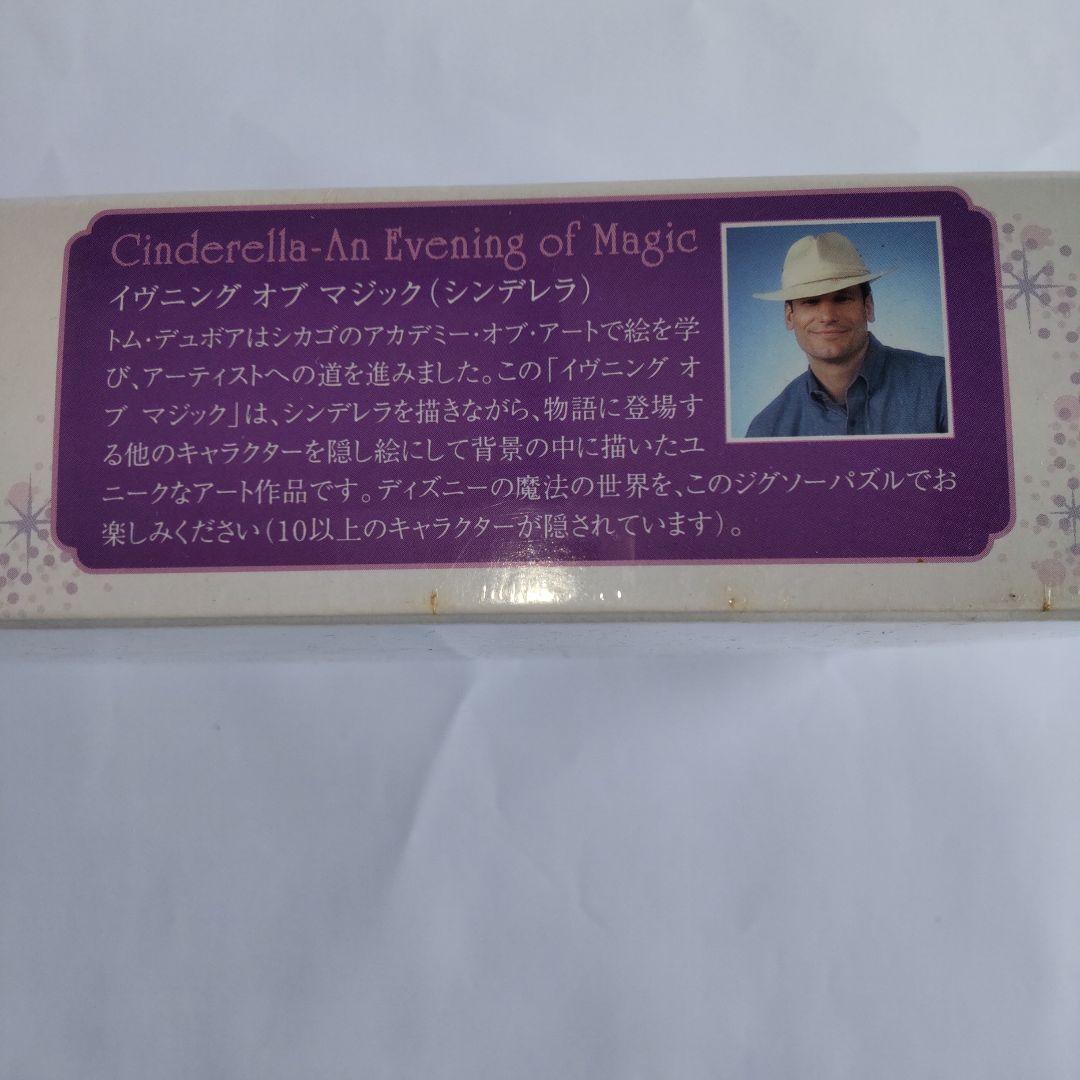 Cinderella-An Evening of Magic
イヴニング オブ マジック(シンデレラ)
トム・デュボアはシカゴのアカデミー・オブ・アートで絵を学
び、アーティストへの道を進みました。この「イヴニング オ
ブ マジック」は、シンデレラを描きながら、物語に登場す
る他のキャラクターを隠し絵にして背景の中に描いたユ
ニークなアート作品です。ディズニーの魔法の世界を、このジグソーパズルでお
楽しみください(10以上のキャラクターが隠されています)。